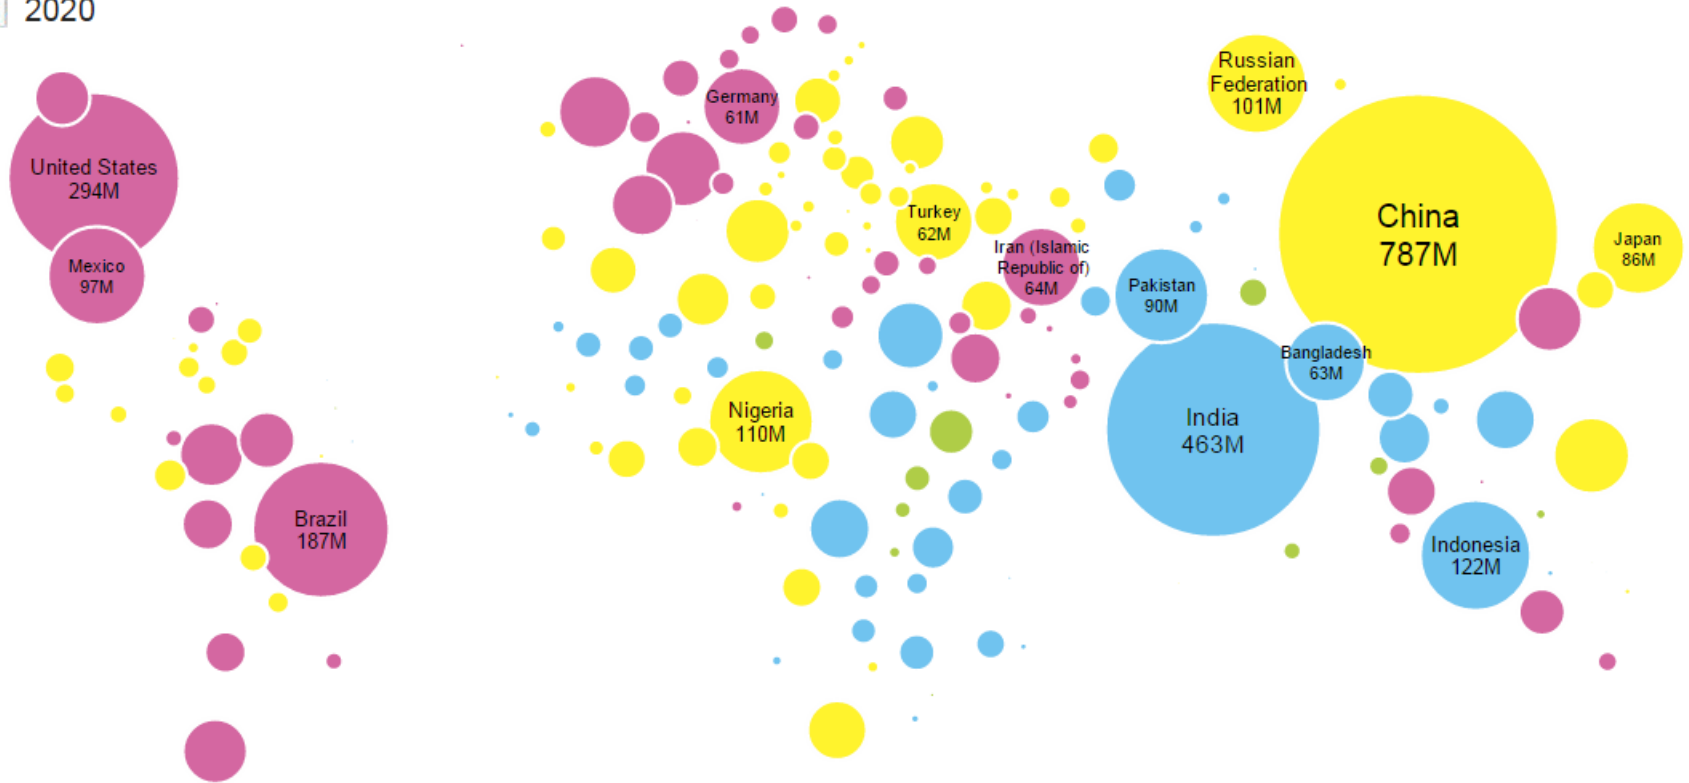 2020
Russian
Federation
101M
Germany
61M
United States
294M
China
787M
Turkey
62M
Japan
86M
Iran (Islamic
Republic of)
64M
Mexico
97M
Pakistan
90M
Bangladesh
63M
Nigeria
110M
India
463M
Brazil
187M
Indonesia
122M